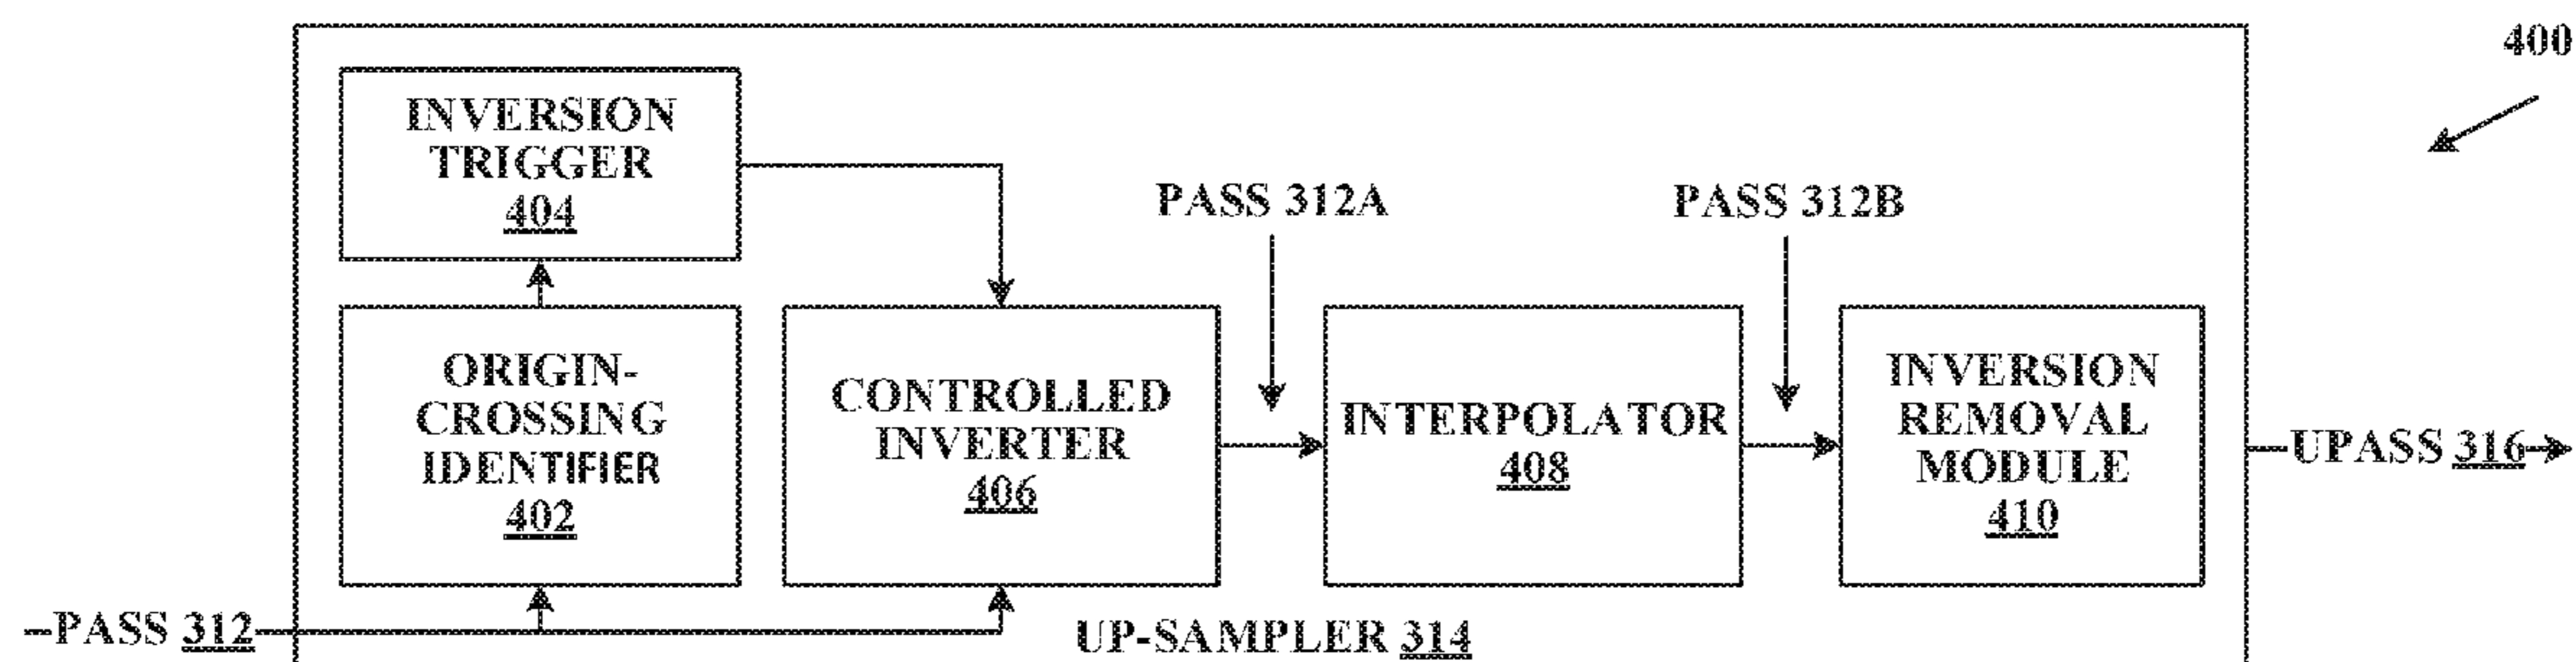 400
INVERSION
TRIGGER
404
PASS 312A
PASS 312B
ORIGIN-
CROSSING
IDENTIFIER
402
CONTROLLED
INVERTER
406
INTERPOLATOR
408
INVERSION
REMOVAL
MODULE
410
UPASS 316
PASS 312
UP-SAMPLER 314